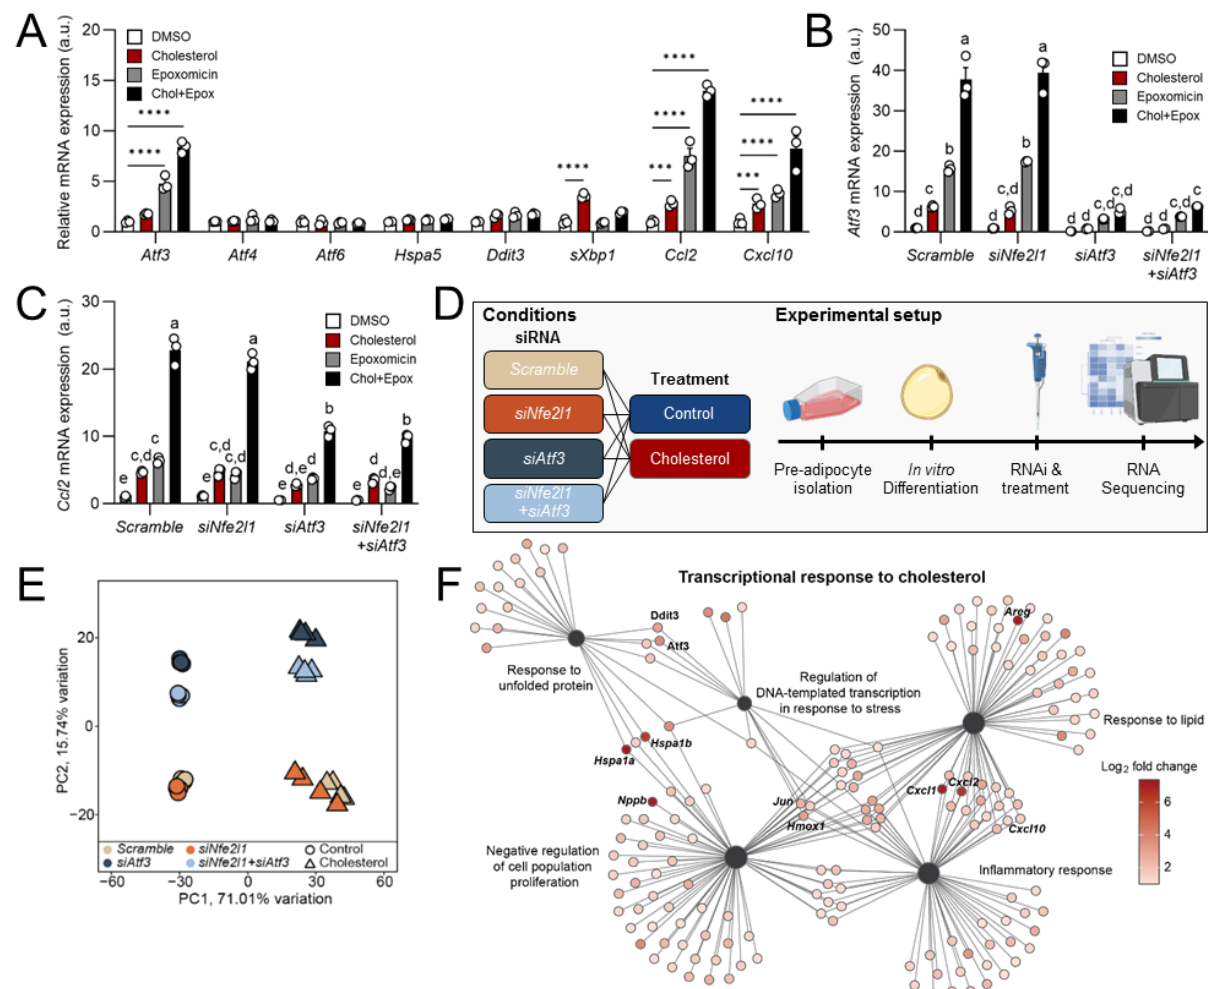 A
Relative mRNA expression (a.u.)
20
15
10
5
0
DMSO
Cholesterol
Epoxomicin
Chol+Epox
****
****
****
***
****
****
***
****
****
Atf3
Atf4
Atf6
Hspa5
Ddit3
sXbp1
Ccl2
Cxcl10
B
Atf3 mRNA expression (a.u.)
50
40
30
20
10
0
DMSO
Cholesterol
Epoxomicin
Chol+Epox
d
c
b
a
d
c,d
b
a
d
d
c,d
c,d
d
d
c,d
c
Scramble
siNfe2l1
siAtf3
siNfe2l1
+siAtf3
C
Ccl2 mRNA expression (a.u.)
30
20
10
0
DMSO
Cholesterol
Epoxomicin
Chol+Epox
e
c,d
c
a
e
c,d
c,d
a
e
d,e
d
b
e
d
d,e
b
Scramble
siNfe2l1
siAtf3
siNfe2l1
+siAtf3
D
Conditions
siRNA
Scramble
siNfe2l1
siAtf3
siNfe2l1
+siAtf3
Treatment
Control
Cholesterol
Experimental setup
Pre-adipocyte
isolation
In vitro
Differentiation
RNAi &
treatment
RNA
Sequencing
E
PC2, 15.74% variation
20
0
−20
Scramble
siNfe2l1
Control
siAtf3
siNfe2l1+siAtf3
Cholesterol
−60
−30
0
30
60
PC1, 71.01% variation
F
Transcriptional response to cholesterol
Ddit3
Atf3
Areg
Response to
unfolded protein
Regulation of
DNA-templated transcription
in response to stress
Response to lipid
Hspa1b
Hspa1a
Nppb
Jun
Hmox1
Cxcl1
Cxcl2
Cxcl10
Negative regulation
of cell population
proliferation
Inflammatory response
Log2 fold change
6
4
2